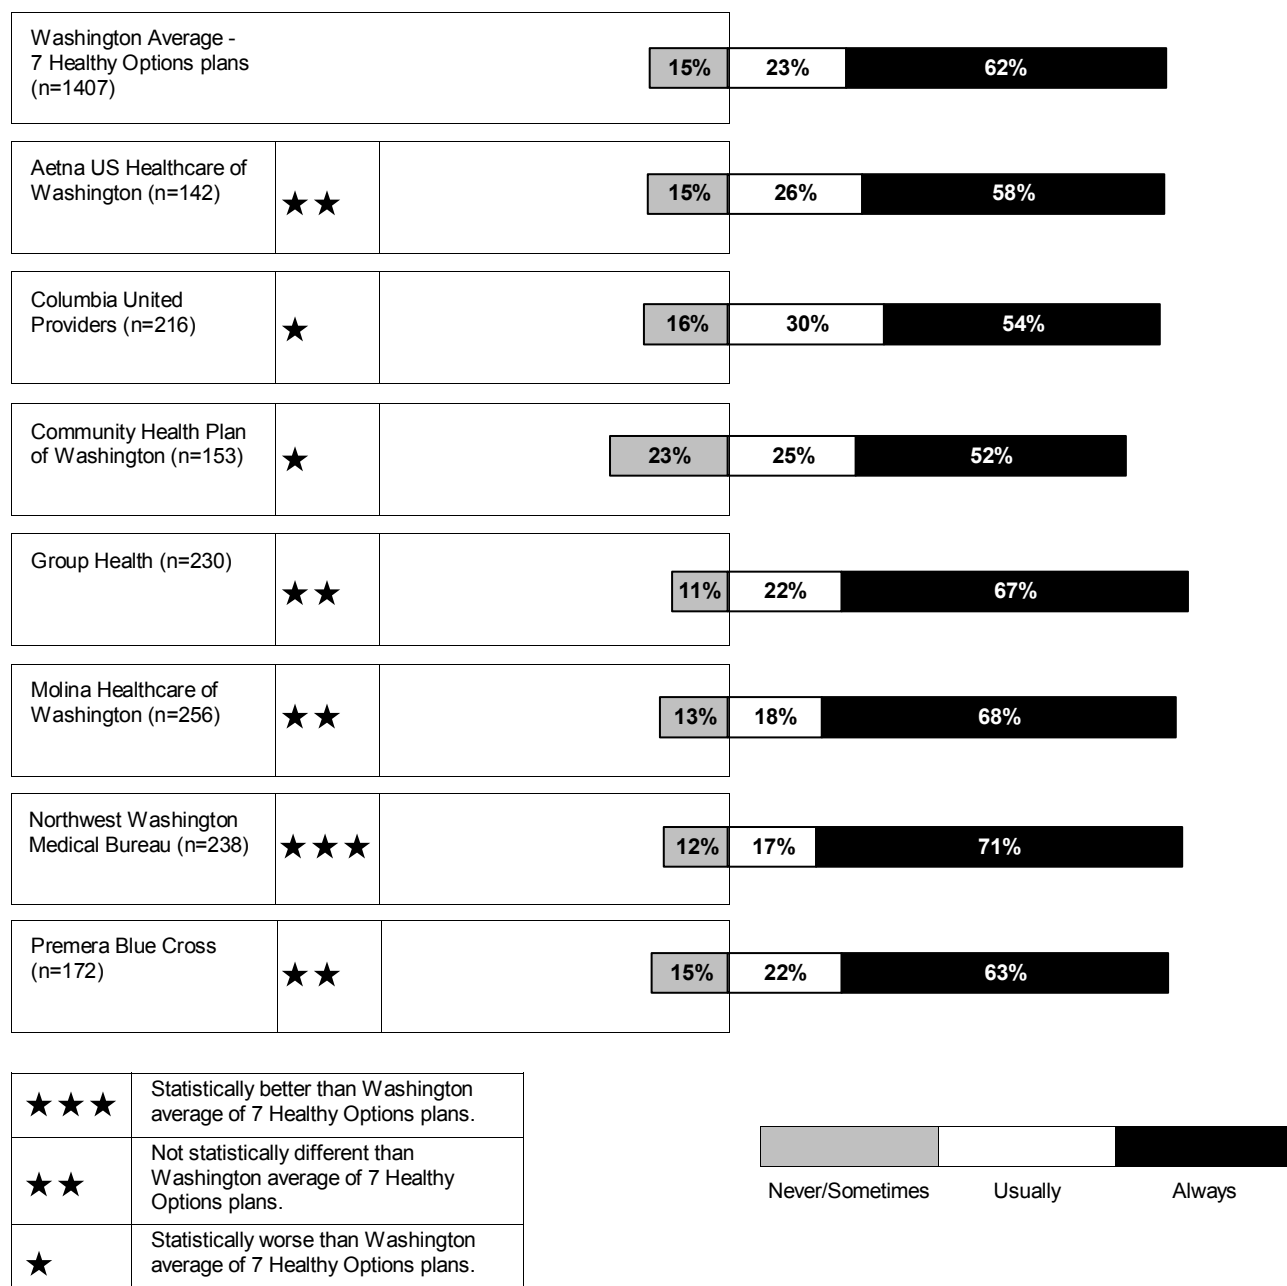 Washington Average -
7 Healthy Options plans
(n=1407)
15% 23% 62%
Aetna US Healthcare of
Washington (n=142)
★★
15% 26% 58%
Columbia United
Providers (n=216)
★
16% 30% 54%
Community Health Plan
of Washington (n=153)
★
23% 25% 52%
Group Health (n=230)
★★
11% 22% 67%
Molina Healthcare of
Washington (n=256)
★★
13% 18% 68%
Northwest Washington
Medical Bureau (n=238)
★★★
12% 17% 71%
Premera Blue Cross
(n=172)
★★
15% 22% 63%
★★★
Statistically better than Washington
average of 7 Healthy Options plans.
★★
Not statistically different than
Washington average of 7 Healthy
Options plans.
★
Statistically worse than Washington
average of 7 Healthy Options plans.
Never/Sometimes Usually Always